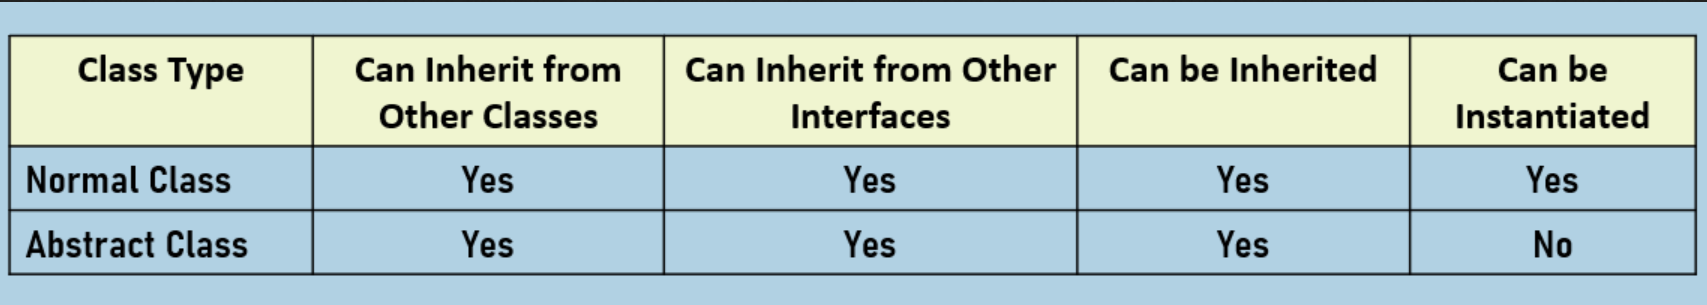 Class Type
Can Inherit from
Other Classes
Can Inherit from Other
Interfaces
Can be Inherited
Can be
Instantiated
Normal Class Yes Yes Yes Yes
Abstract Class Yes Yes Yes No